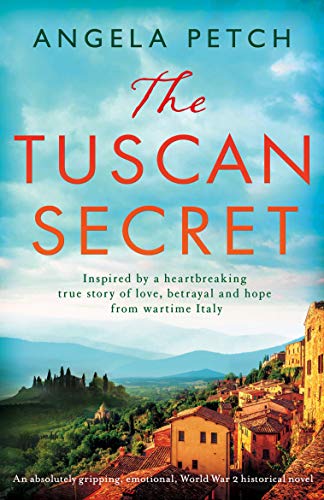 ANGELA PETCH
The
TUSCAN
SECRET
Inspired by a heartbreaking
true story of love, betrayal and hope
from wartime Italy
An absolutely gripping, emotional, World War 2 historical novel